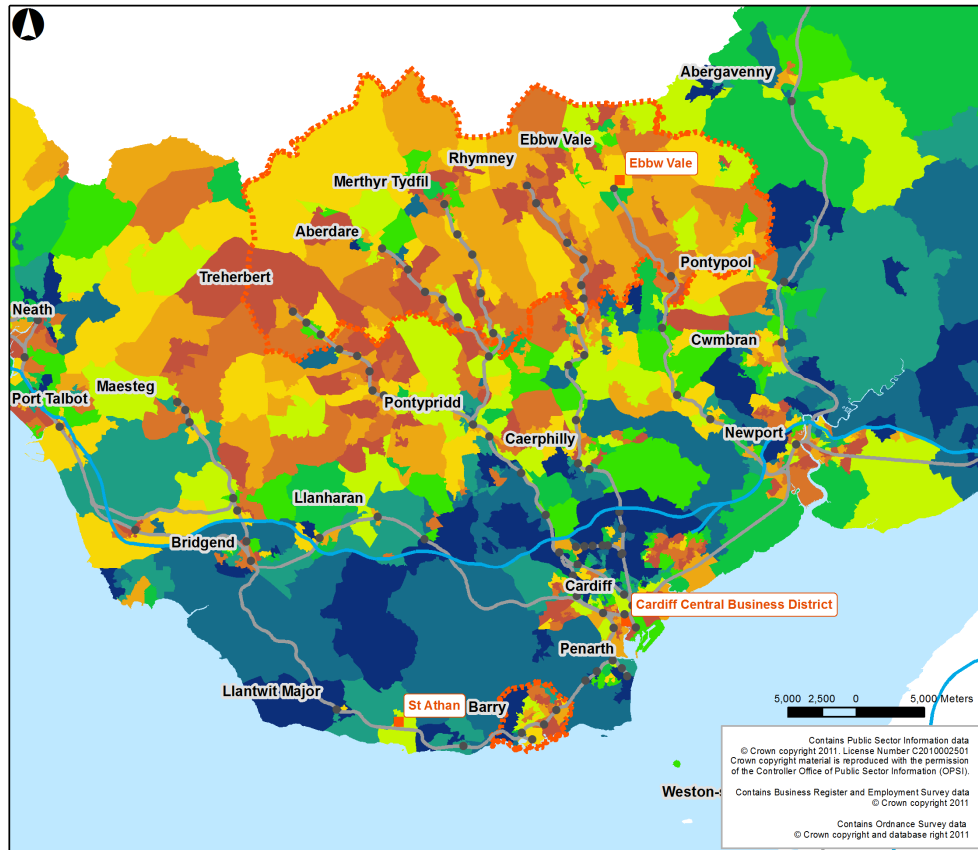 Abergavenny
Ebbw Vale
Rhymney
Ebbw Vale
Merthyr Tydfil
Aberdare
Pontypool
Treherbert
Neath
Cwmbran
Maesteg
Port Talbot
Pontypridd
Newport
Caerphilly
Llanharan
Bridgend
Cardiff
Cardiff Central Business District
Penarth
Llantwit Major
St Athan
Barry
5,000 2,500 0 5,000 Meters
Contains Public Sector Information data
© Crown copyright 2011. License Number C2010002501
Crown copyright material is reproduced with the permission
of the Controller Office of Public Sector Information (OPSI).
Contains Business Register and Employment Survey data
© Crown copyright 2011
Contains Ordnance Survey data
© Crown copyright and database right 2011
Weston-s